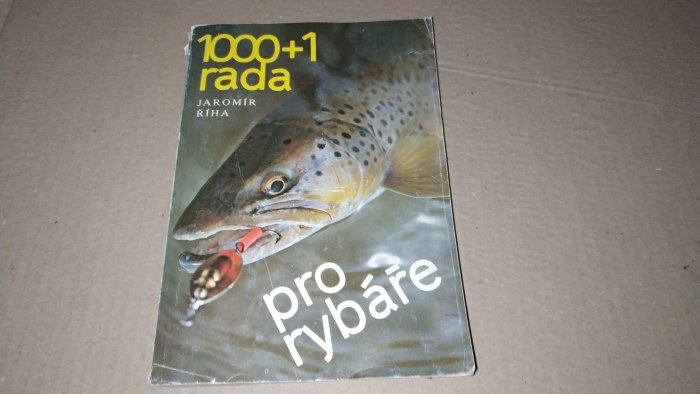 1000+1
rada
JAROMÍR
ŘÍHA
pro
rybáře